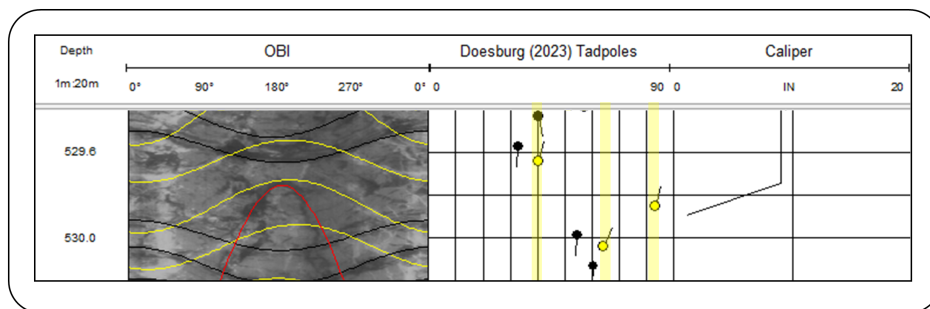 Depth OBI Doesburg (2023) Tadpoles Caliper
1m:20m 0° 90° 180° 270° 0° 0 90 0 IN 20
529.6
530.0